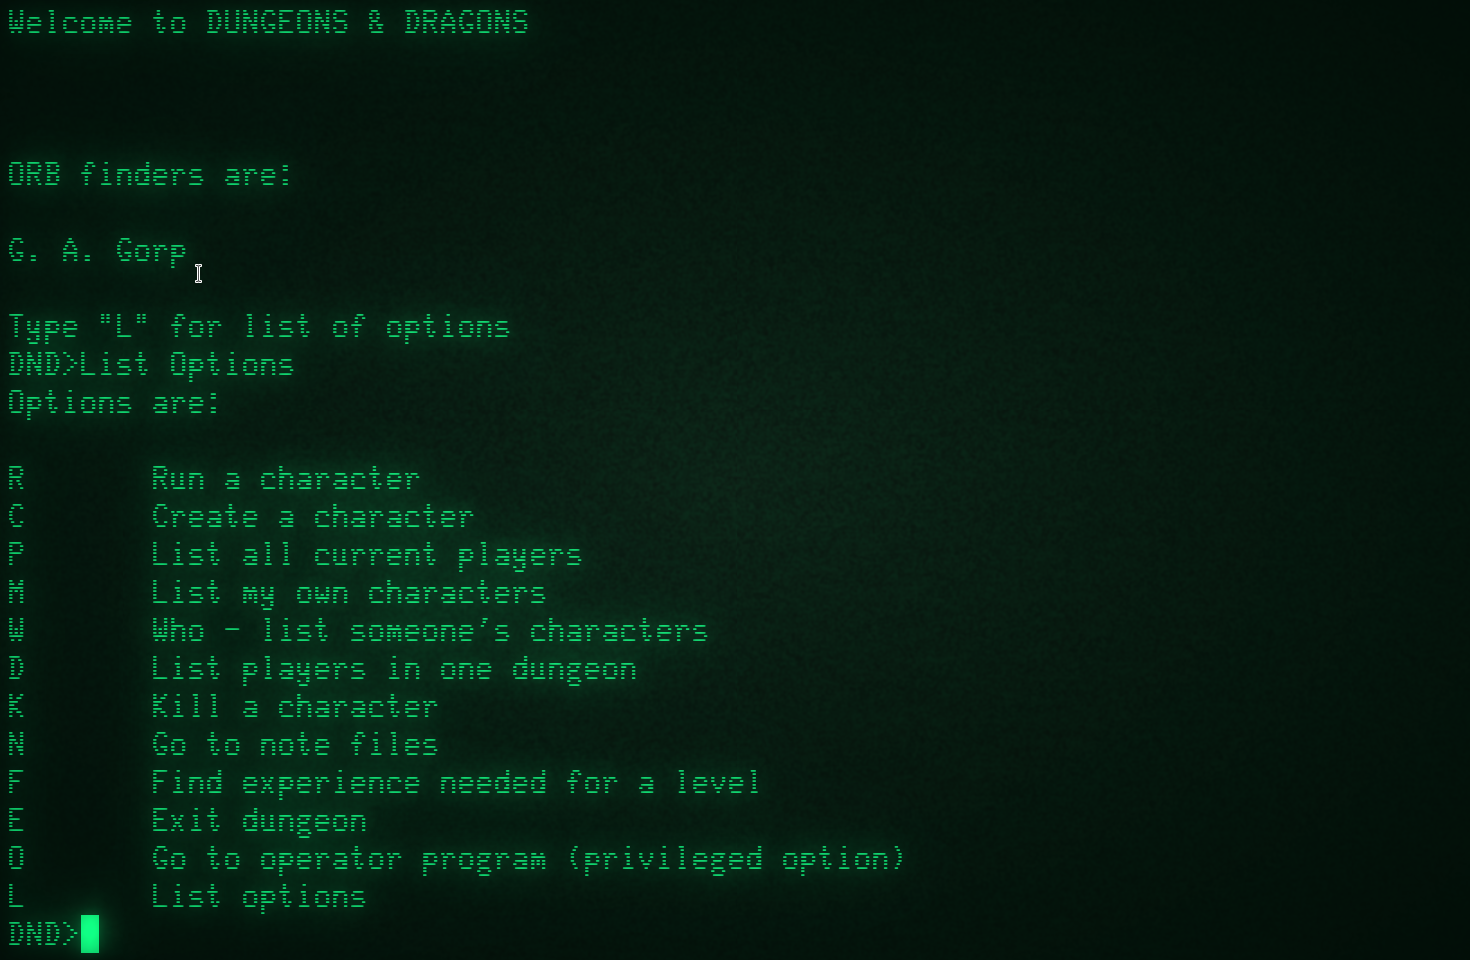 Welcome to DUNGEONS & DRAGONS
ORB finders are:
G. A. Gorp
Type "L" for list of options
DND>List Options
Options are:
R Run a character
C Create a character
P List all current players
M List my own characters
W Who - list someone's characters
D List players in one dungeon
K Kill a character
N Go to note files
F Find experience needed for a level
E Exit dungeon
O Go to operator program (privileged option)
L List options
DND>